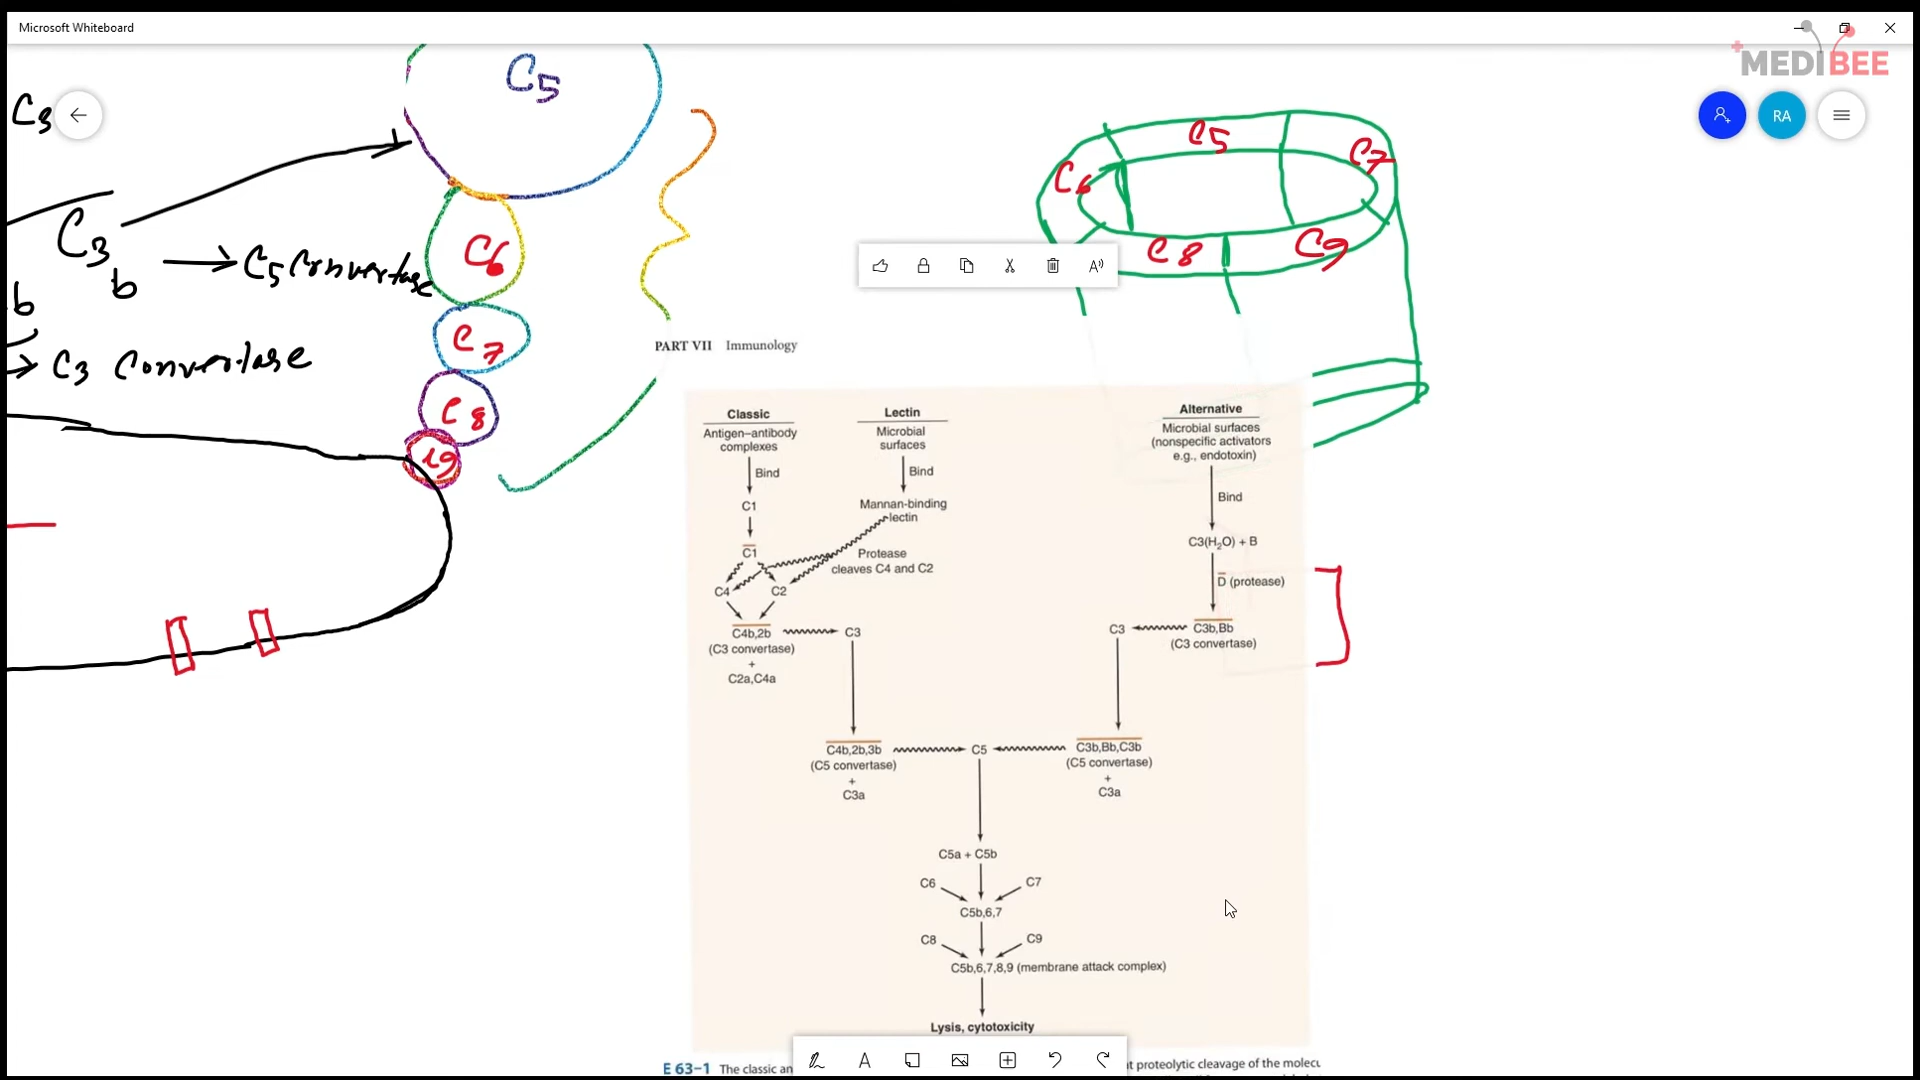 Microsoft Whiteboard
MEDIBEE
RA
C3
C5
C6
C7
C8
C9
C3
b
→ C5 Convertase
b
→ C3 Convertase
C5
C6
C7
C8
C9
PART VII Immunology
Classic
Antigen–antibody
complexes
Bind
C1
C1
C4
C2
C4b,2b
(C3 convertase)
+
C2a,C4a
Lectin
Microbial
surfaces
Bind
Mannan-binding
lectin
Protease
cleaves C4 and C2
C3
C4b,2b,3b
(C5 convertase)
+
C3a
Alternative
Microbial surfaces
(nonspecific activators
e.g., endotoxin)
Bind
C3(H₂O) + B
D (protease)
C3b,Bb
(C3 convertase)
C3
C3b,Bb,C3b
(C5 convertase)
+
C3a
C5
C5a + C5b
C6
C7
C5b,6,7
C8
C9
C5b,6,7,8,9 (membrane attack complex)
Lysis, cytotoxicity
E 63–1 The classic an
t proteolytic cleavage of the molecu